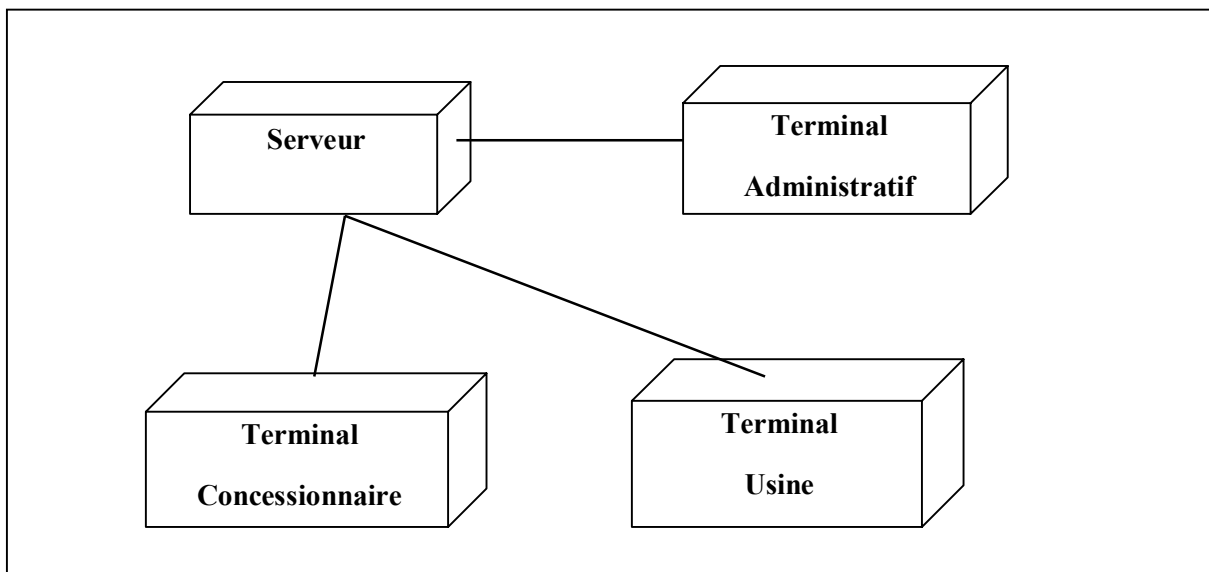 Serveur
Terminal
Administratif
Terminal
Concessionnaire
Terminal
Usine